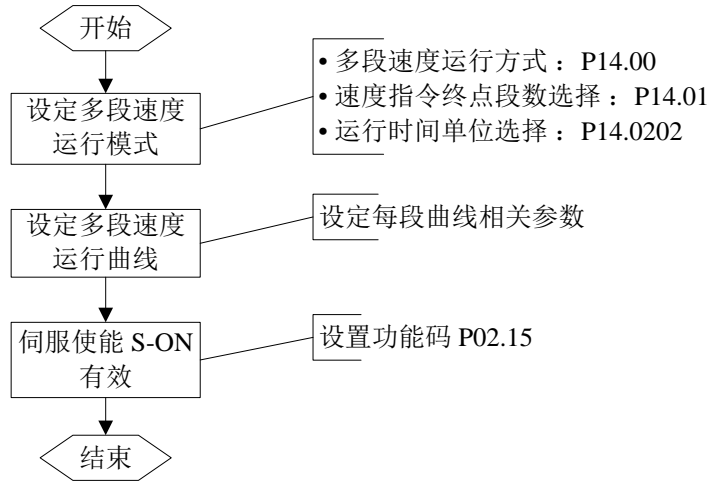 开始
• 多段速度运行方式：P14.00
• 速度指令终点段数选择：P14.01
• 运行时间单位选择：P14.0202
设定多段速度
运行模式
设定多段速度
运行曲线
设定每段曲线相关参数
伺服使能 S-ON
有效
设置功能码 P02.15
结束